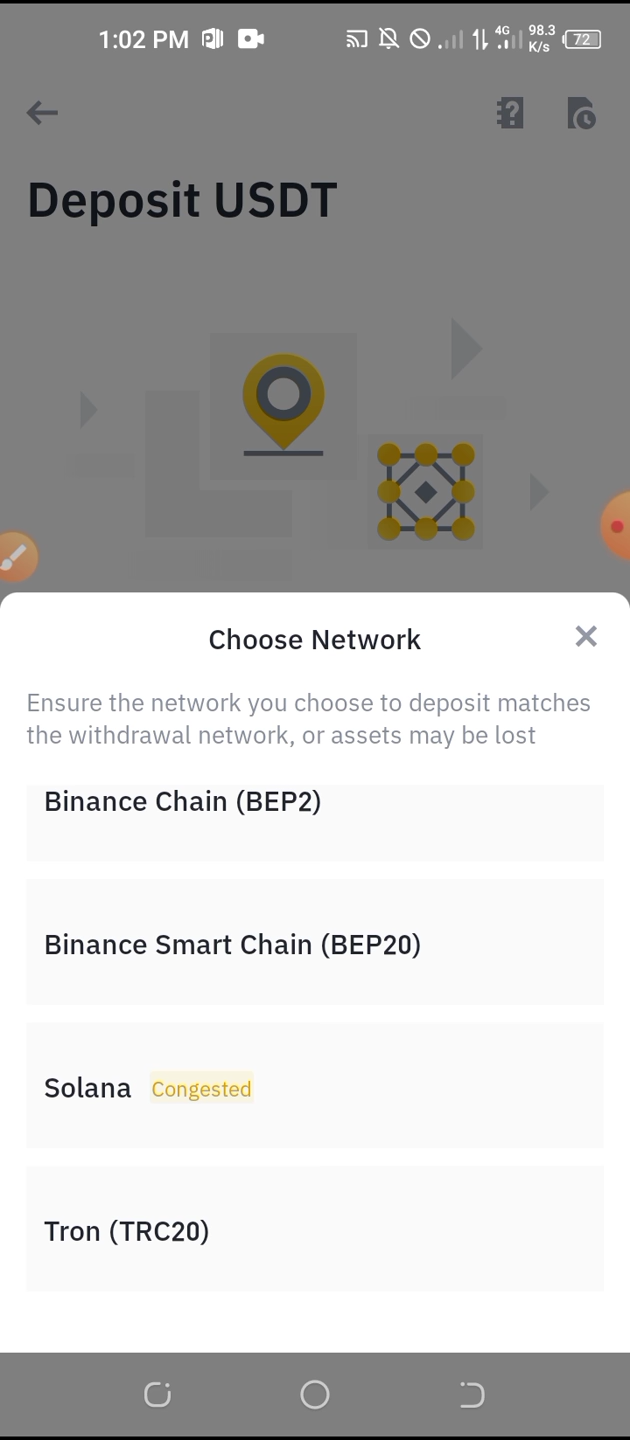 1:02 PM
4G
98.3
K/s
72
Deposit USDT
Choose Network
Ensure the network you choose to deposit matches
the withdrawal network, or assets may be lost
Binance Chain (BEP2)
Binance Smart Chain (BEP20)
Solana Congested
Tron (TRC20)